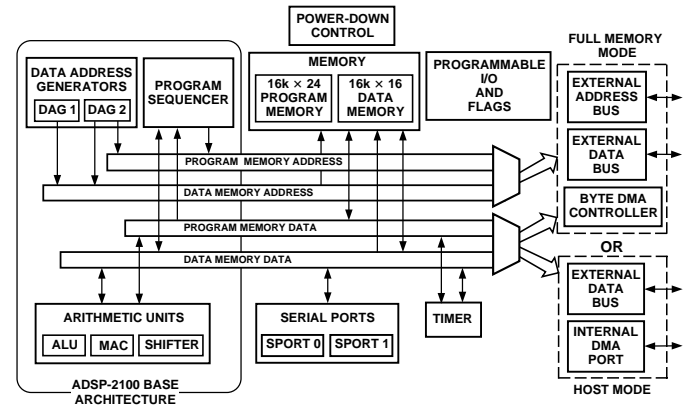 POWER-DOWN
CONTROL
FULL MEMORY
MODE
DATA ADDRESS
GENERATORS
DAG 1
DAG 2
PROGRAM
SEQUENCER
MEMORY
16k × 24
PROGRAM
MEMORY
16k × 16
DATA
MEMORY
PROGRAMMABLE
I/O
AND
FLAGS
EXTERNAL
ADDRESS
BUS
EXTERNAL
DATA
BUS
BYTE DMA
CONTROLLER
PROGRAM MEMORY ADDRESS
DATA MEMORY ADDRESS
PROGRAM MEMORY DATA
DATA MEMORY DATA
OR
EXTERNAL
DATA
BUS
INTERNAL
DMA
PORT
HOST MODE
ARITHMETIC UNITS
ALU
MAC
SHIFTER
SERIAL PORTS
SPORT 0
SPORT 1
TIMER
ADSP-2100 BASE
ARCHITECTURE